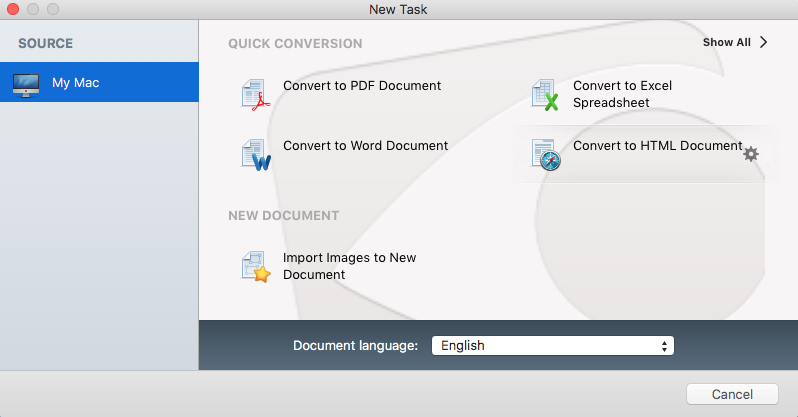 New Task
SOURCE
My Mac
QUICK CONVERSION
Show All
Convert to PDF Document
Convert to Excel
Spreadsheet
Convert to Word Document
Convert to HTML Document
NEW DOCUMENT
Import Images to New
Document
Document language:
English
Cancel